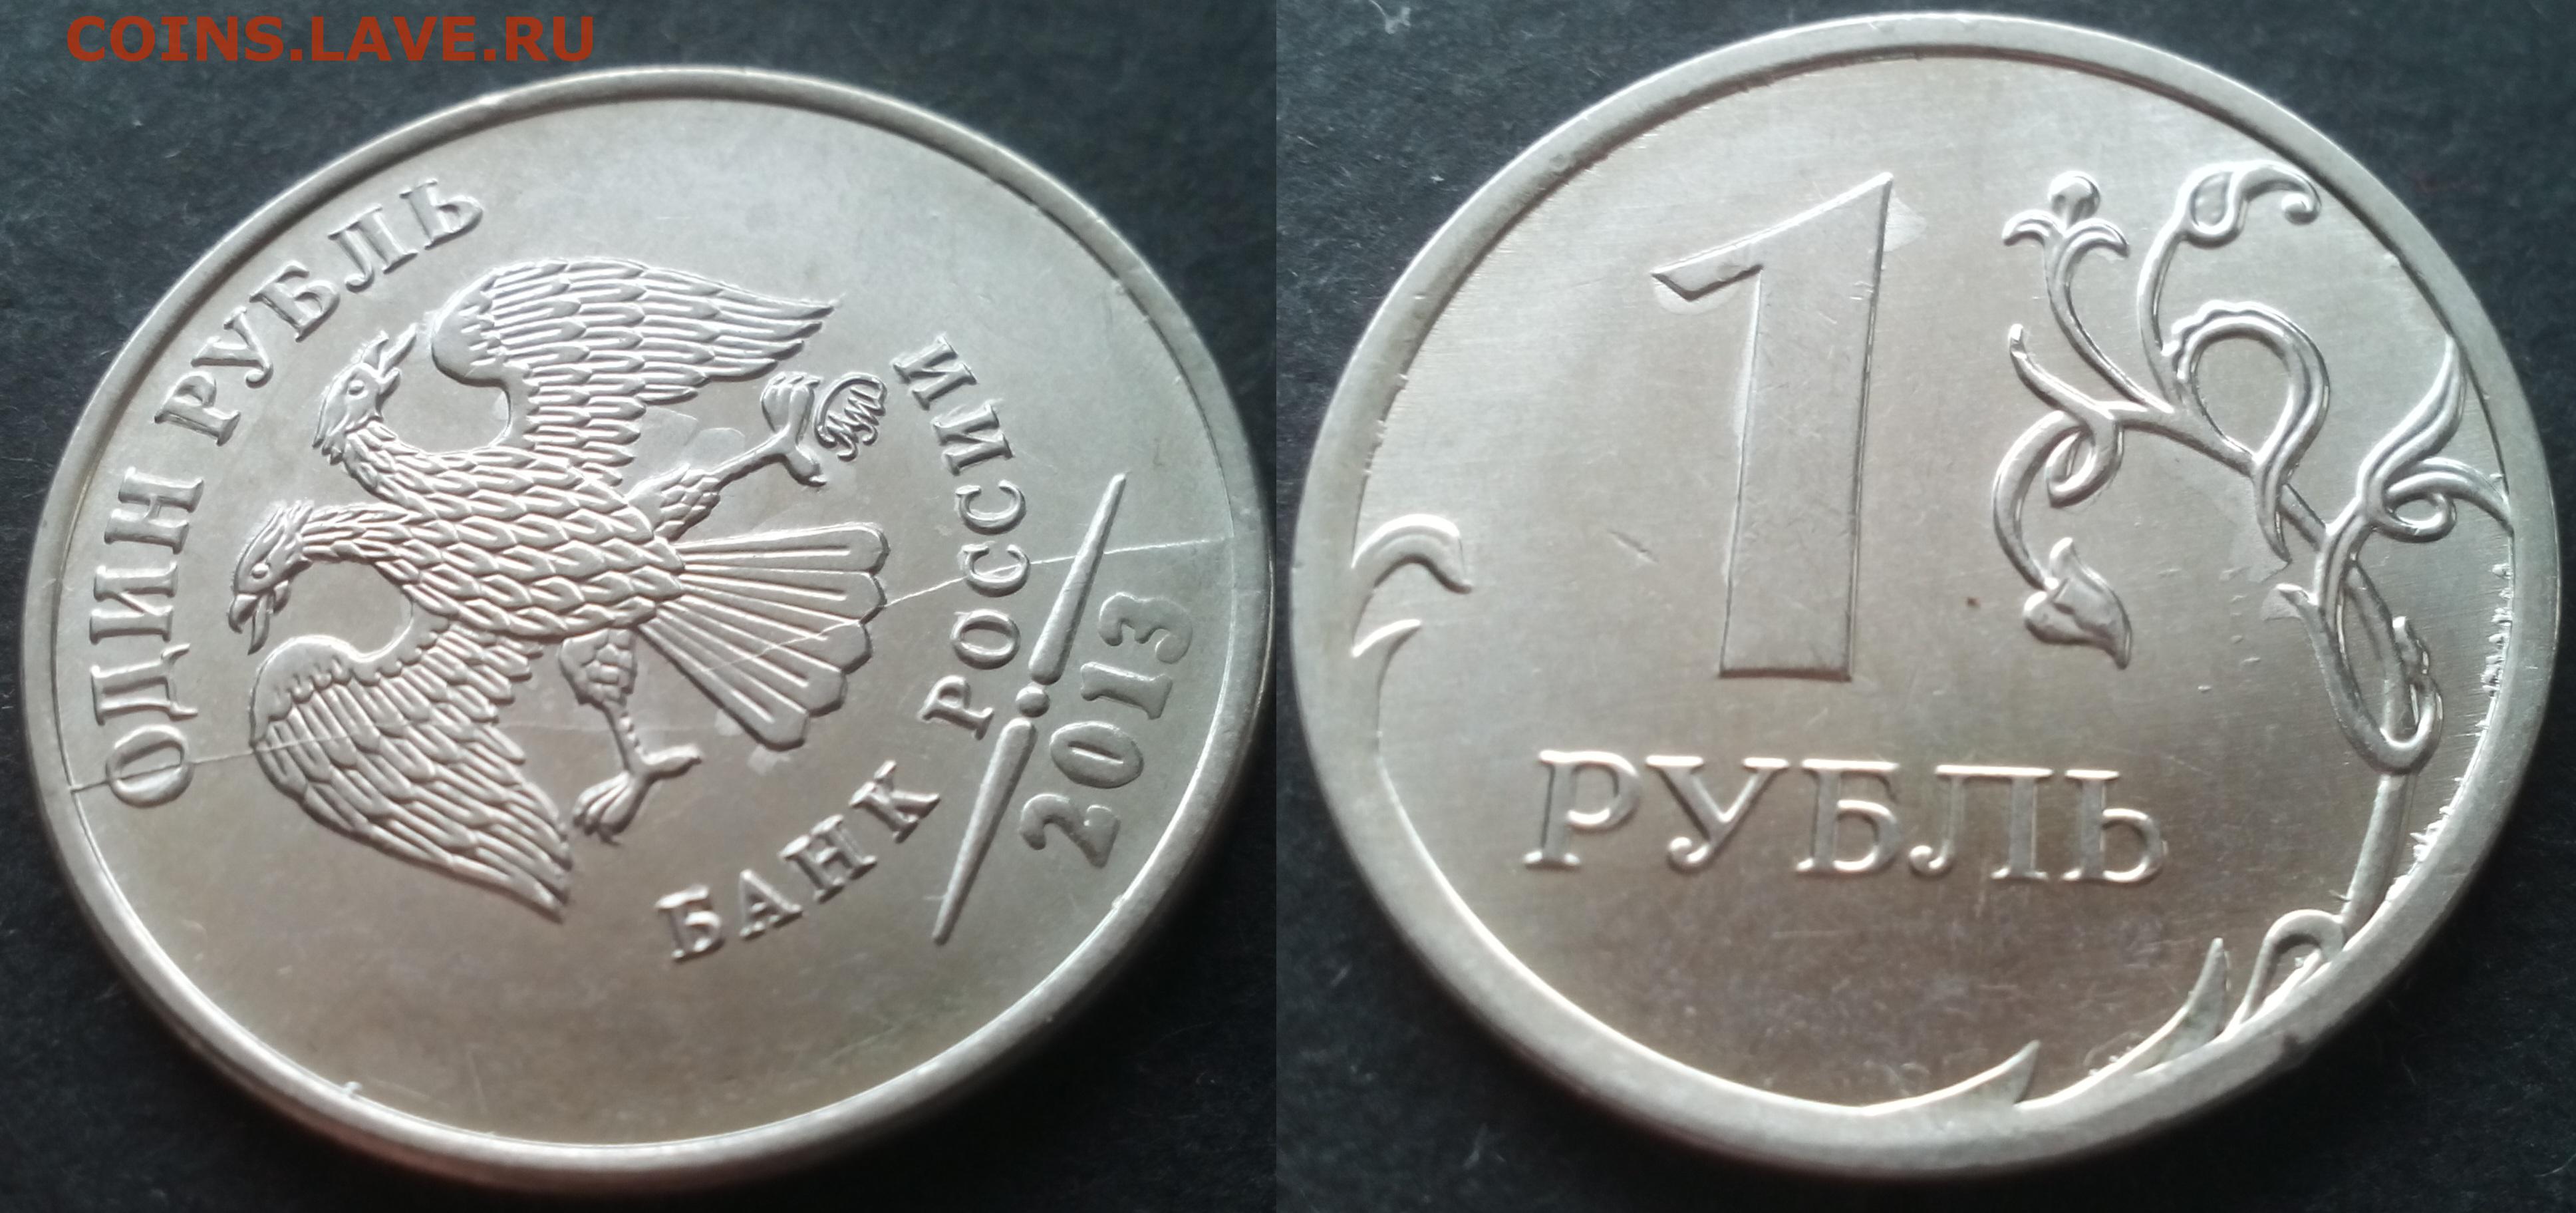 COINS.LAVE.RU
ОДИН РУБЛЬ
БАНК РОССИИ
2013
1
РУБЛЬ